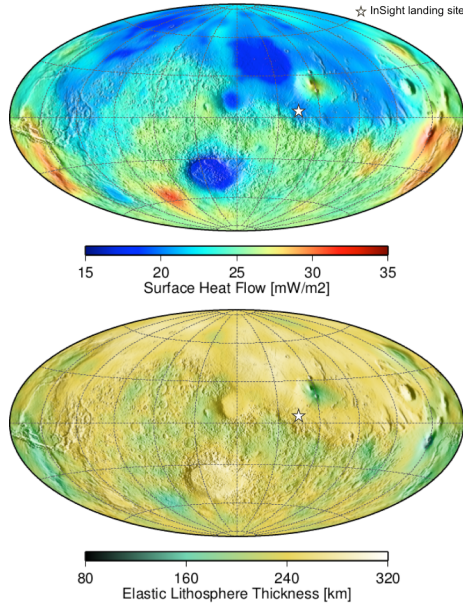 ☆ InSight landing site
15 20 25 30 35
Surface Heat Flow [mW/m2]
80 160 240 320
Elastic Lithosphere Thickness [km]